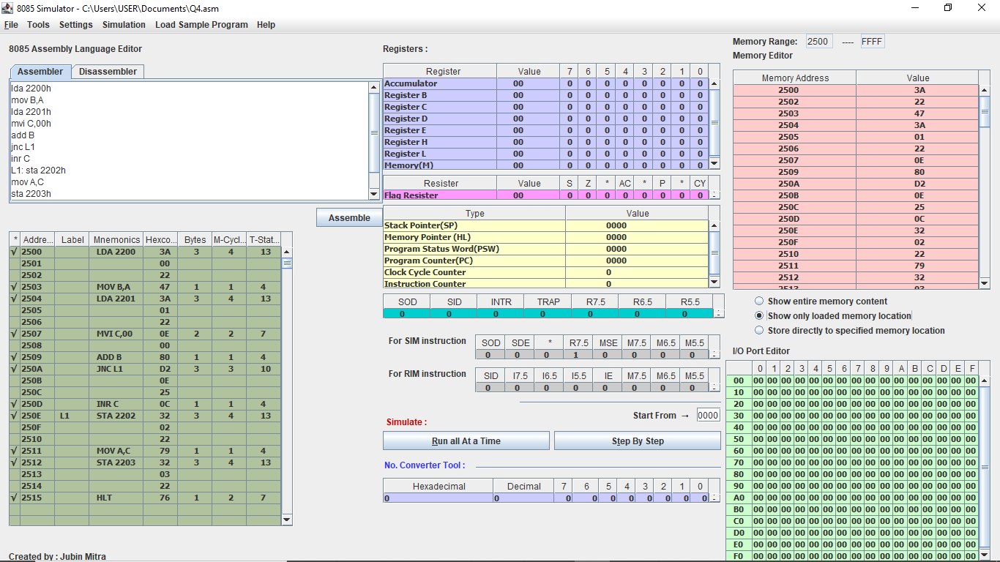 8085 Simulator - C:\Users\USER\Documents\Q4.asm
File Tools Settings Simulation Load Sample Program Help
8085 Assembly Language Editor
Assembler Disassembler
lda 2200h
mov B,A
lda 2201h
mvi C,00h
add B
jnc L1
inr C
L1: sta 2202h
mov A,C
sta 2203h
Assemble
* Addre... Label Mnemonics Hexco... Bytes M-Cycl... T-Stat...
√ 2500 LDA 2200 3A 3 4 13
2501 00
2502 22
√ 2503 MOV B,A 47 1 1 4
√ 2504 LDA 2201 3A 3 4 13
2505 01
2506 22
√ 2507 MVI C,00 0E 2 2 7
2508 00
√ 2509 ADD B 80 1 1 4
√ 250A JNC L1 D2 3 3 10
250B 0E
250C 25
√ 250D INR C 0C 1 1 4
√ 250E L1 STA 2202 32 3 4 13
250F 02
2510 22
√ 2511 MOV A,C 79 1 1 4
√ 2512 STA 2203 32 3 4 13
2513 03
2514 22
√ 2515 HLT 76 1 2 7
Created by : Jubin Mitra
Registers :
Register Value 7 6 5 4 3 2 1 0
Accumulator 00 0 0 0 0 0 0 0 0
Register B 00 0 0 0 0 0 0 0 0
Register C 00 0 0 0 0 0 0 0 0
Register D 00 0 0 0 0 0 0 0 0
Register E 00 0 0 0 0 0 0 0 0
Register H 00 0 0 0 0 0 0 0 0
Register L 00 0 0 0 0 0 0 0 0
Memory(M) 00 0 0 0 0 0 0 0 0
Resister Value S Z * AC * P * CY
Flag Resister 00 0 0 0 0 0 0 0 0
Type Value
Stack Pointer(SP) 0000
Memory Pointer (HL) 0000
Program Status Word(PSW) 0000
Program Counter(PC) 0000
Clock Cycle Counter 0
Instruction Counter 0
SOD SID INTR TRAP R7.5 R6.5 R5.5
0 0 0 0 0 0 0
For SIM instruction
SOD SDE * R7.5 MSE M7.5 M6.5 M5.5
0 0 0 1 0 0 0 0
For RIM instruction
SID I7.5 I6.5 I5.5 IE M7.5 M6.5 M5.5
0 0 0 0 0 0 0 0
Start From → 0000
Simulate :
Run all At a Time Step By Step
No. Converter Tool :
Hexadecimal Decimal 7 6 5 4 3 2 1 0
0 0 0 0 0 0 0 0 0 0
Memory Range: 2500 ---- FFFF
Memory Editor
Memory Address Value
2500 3A
2502 22
2503 47
2504 3A
2505 01
2506 22
2507 0E
2509 80
250A D2
250B 0E
250C 25
250D 0C
250E 32
250F 02
2510 22
2511 79
2512 32
2513 03
Show entire memory content
Show only loaded memory location
Store directly to specified memory location
I/O Port Editor
0 1 2 3 4 5 6 7 8 9 A B C D E F
00 00 00 00 00 00 00 00 00 00 00 00 00 00 00 00 00
10 00 00 00 00 00 00 00 00 00 00 00 00 00 00 00 00
20 00 00 00 00 00 00 00 00 00 00 00 00 00 00 00 00
30 00 00 00 00 00 00 00 00 00 00 00 00 00 00 00 00
40 00 00 00 00 00 00 00 00 00 00 00 00 00 00 00 00
50 00 00 00 00 00 00 00 00 00 00 00 00 00 00 00 00
60 00 00 00 00 00 00 00 00 00 00 00 00 00 00 00 00
70 00 00 00 00 00 00 00 00 00 00 00 00 00 00 00 00
80 00 00 00 00 00 00 00 00 00 00 00 00 00 00 00 00
90 00 00 00 00 00 00 00 00 00 00 00 00 00 00 00 00
A0 00 00 00 00 00 00 00 00 00 00 00 00 00 00 00 00
B0 00 00 00 00 00 00 00 00 00 00 00 00 00 00 00 00
C0 00 00 00 00 00 00 00 00 00 00 00 00 00 00 00 00
D0 00 00 00 00 00 00 00 00 00 00 00 00 00 00 00 00
E0 00 00 00 00 00 00 00 00 00 00 00 00 00 00 00 00
F0 00 00 00 00 00 00 00 00 00 00 00 00 00 00 00 00